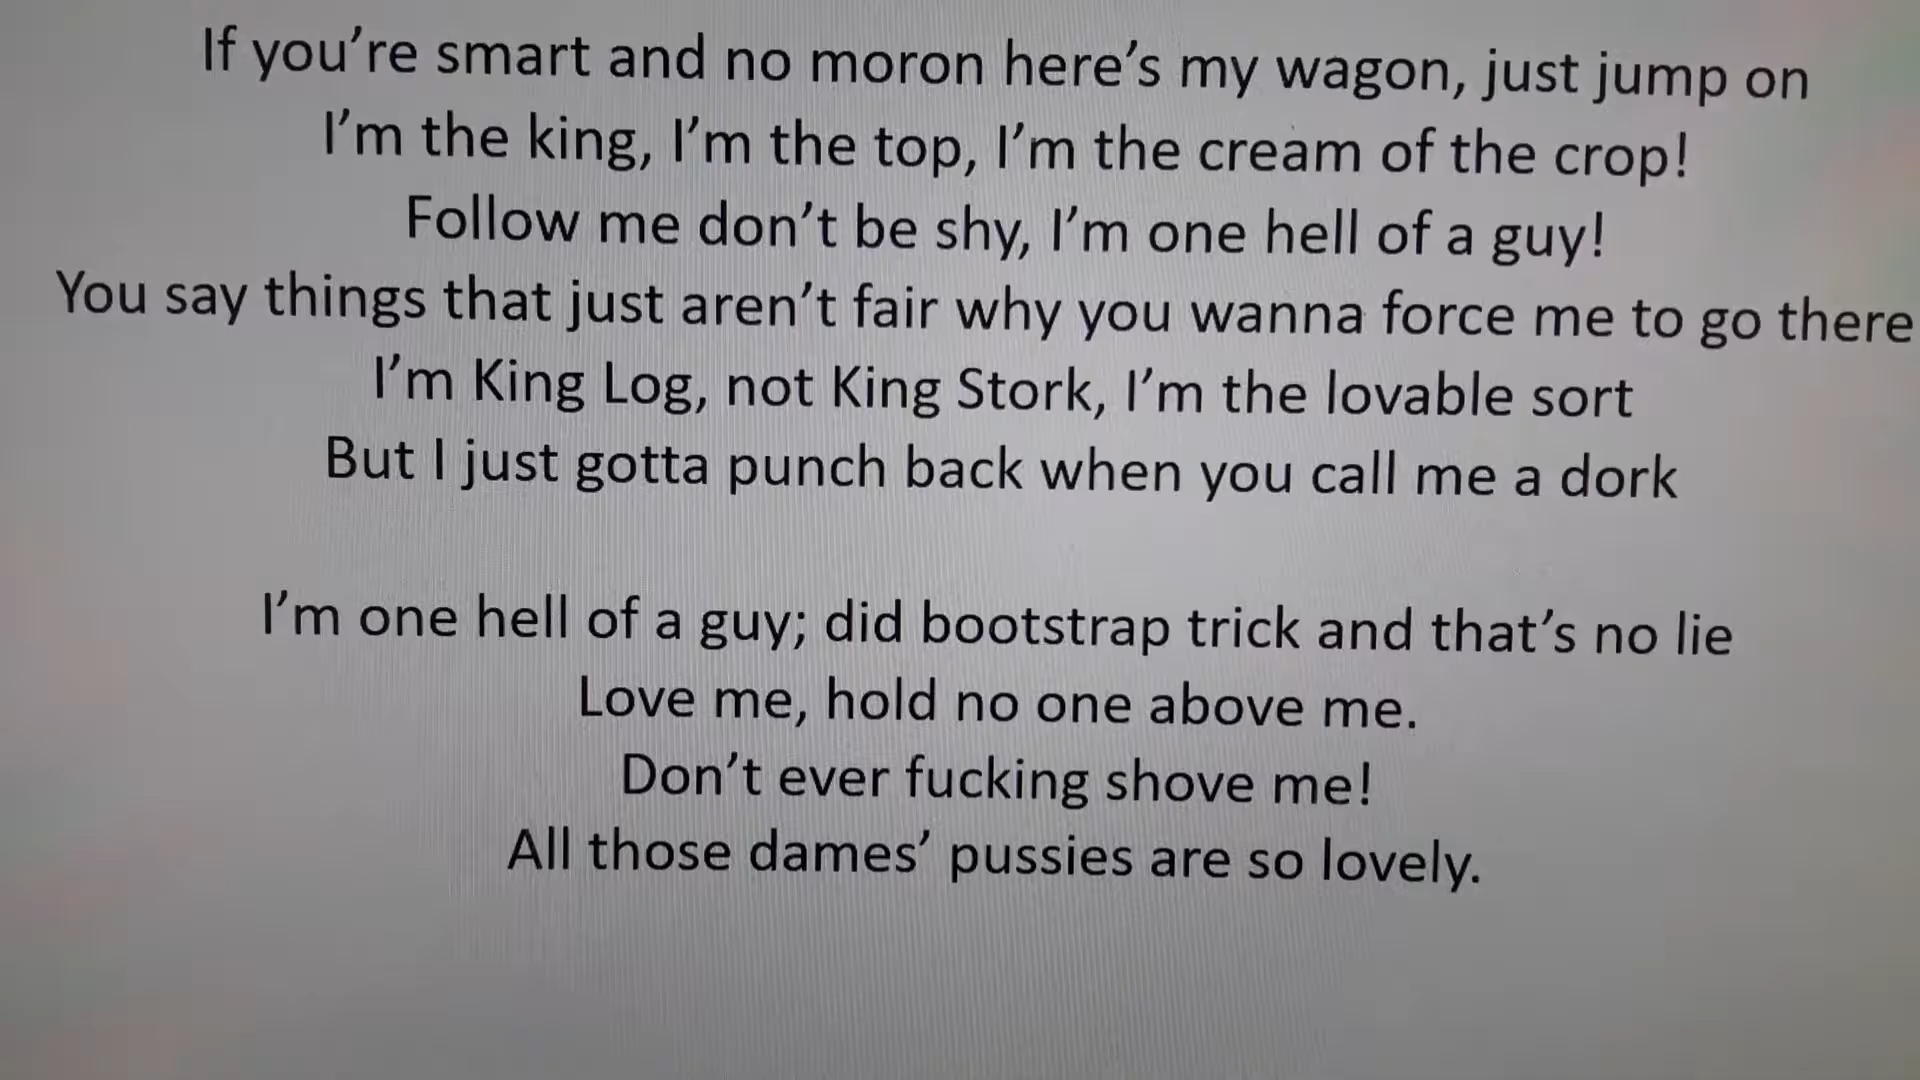 If you're smart and no moron here's my wagon, just jump on
I'm the king, I'm the top, I'm the cream of the crop!
Follow me don't be shy, I'm one hell of a guy!
You say things that just aren't fair why you wanna force me to go there
I'm King Log, not King Stork, I'm the lovable sort
But I just gotta punch back when you call me a dork
I'm one hell of a guy; did bootstrap trick and that's no lie
Love me, hold no one above me.
Don't ever fucking shove me!
All those dames' pussies are so lovely.